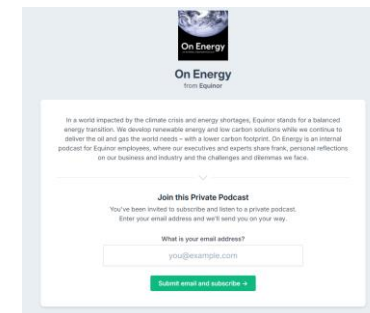 On Energy
On Energy
from Equinor
In a world impacted by the climate crisis and energy shortages, Equinor stands for a balanced
energy transition. We develop renewable energy and low carbon solutions while we continue to
deliver the oil and gas the world needs – with a lower carbon footprint. On Energy is an internal
podcast for Equinor employees, where our executives and experts share frank, personal reflections
on our business and industry and the challenges and dilemmas we face.
Join this Private Podcast
You've been invited to subscribe and listen to a private podcast.
Enter your email address and we'll send you on your way.
What is your email address?
you@example.com
Submit email and subscribe →